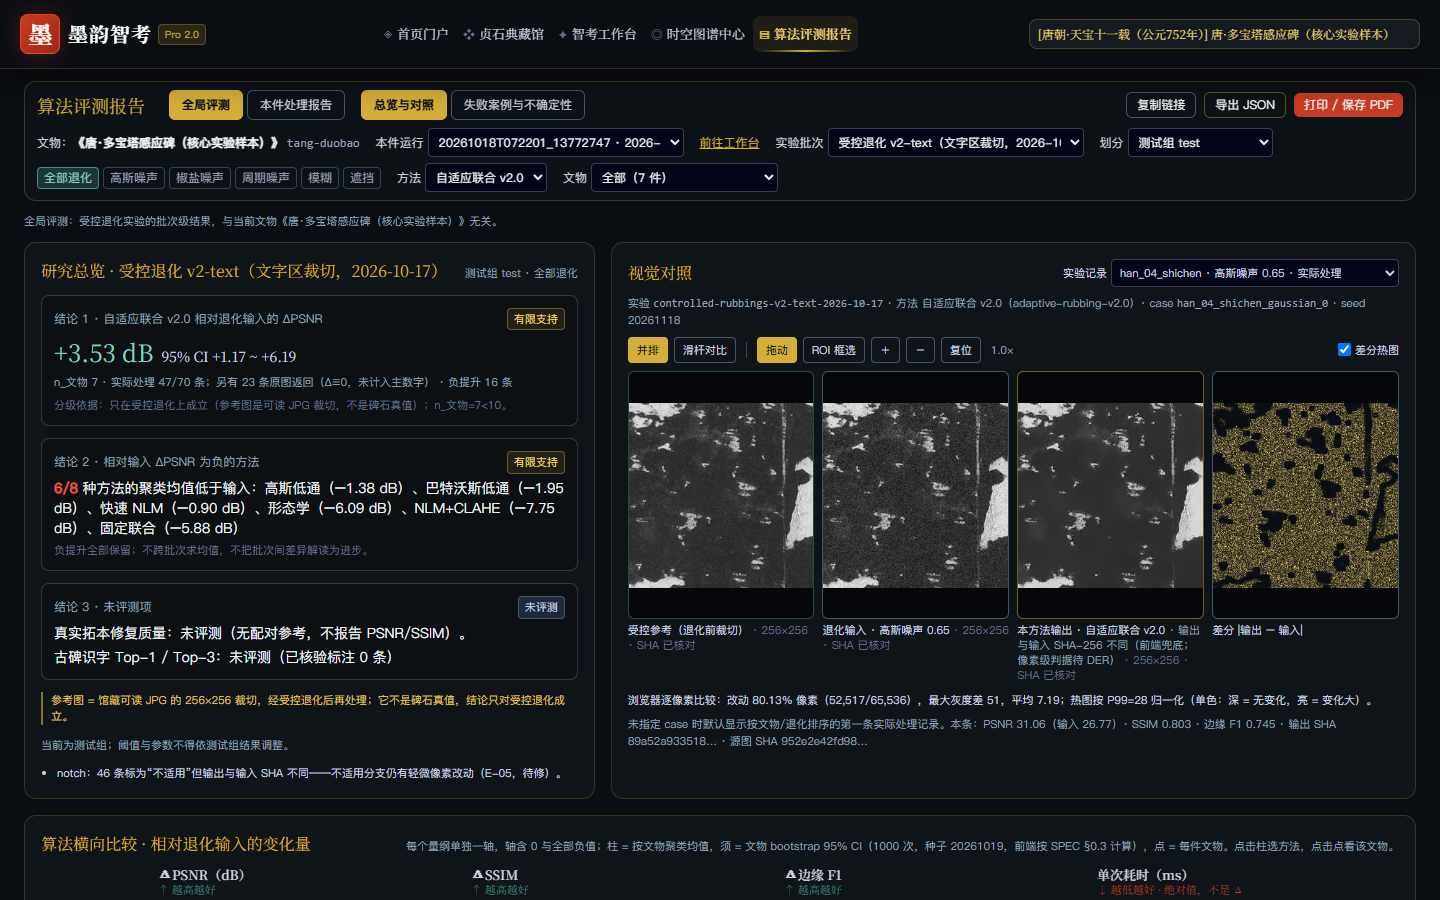 墨 墨韵智考 Pro 2.0
首页门户 贞石典藏馆 智考工作台 时空图谱中心 算法评测报告
[唐朝·天宝十一载（公元752年）] 唐·多宝塔感应碑（核心实验样本）
算法评测报告 全局评测 本件处理报告 总览与对照 失败案例与不确定性 复制链接 导出 JSON 打印 / 保存 PDF
文物： 《唐·多宝塔感应碑（核心实验样本）》 tang-duobao 本件运行 20261018T072201_13772747 · 2026- 前往工作台 实验批次 受控退化 v2-text（文字区裁切，2026-1 划分 测试组 test
全部退化 高斯噪声 椒盐噪声 周期噪声 模糊 遮挡 方法 自适应联合 v2.0 文物 全部（7 件）
全局评测：受控退化实验的批次级结果，与当前文物《唐·多宝塔感应碑（核心实验样本）》无关。
研究总览 · 受控退化 v2-text（文字区裁切，2026-10-17） 测试组 test · 全部退化
结论 1 · 自适应联合 v2.0 相对退化输入的 ΔPSNR 有限支持
+3.53 dB 95% CI +1.17 ~ +6.19
n_文物 7 · 实际处理 47/70 条；另有 23 条原图返回（Δ≡0，未计入主数字） · 负提升 16 条
分级依据：只在受控退化上成立（参考图是可读 JPG 裁切，不是碑石真值）；n_文物=7<10。
结论 2 · 相对输入 ΔPSNR 为负的方法 有限支持
6/8 种方法的聚类均值低于输入：高斯低通（−1.38 dB）、巴特沃斯低通（−1.95
dB）、快速 NLM（−0.90 dB）、形态学（−6.09 dB）、NLM+CLAHE（−7.75
dB）、固定联合（−5.88 dB）
负提升全部保留；不跨批次求均值，不把批次间差异解读为进步。
结论 3 · 未评测项 未评测
真实拓本修复质量：未评测（无配对参考，不报告 PSNR/SSIM）。
古碑识字 Top-1 / Top-3：未评测（已核验标注 0 条）
参考图 = 馆藏可读 JPG 的 256×256 裁切，经受控退化后再处理；它不是碑石真值，结论只对受控退化成
立。
当前为测试组；阈值与参数不得依测试组结果调整。
• notch：46 条标为“不适用”但输出与输入 SHA 不同——不适用分支仍有轻微像素改动（E-05，待修）。
视觉对照 实验记录 han_04_shichen · 高斯噪声 0.65 · 实际处理
实验 controlled-rubbings-v2-text-2026-10-17 · 方法 自适应联合 v2.0（adaptive-rubbing-v2.0） · case han_04_shichen_gaussian_0 · seed
20261118
并排 滑杆对比 拖动 ROI 框选 + − 复位 1.0× 差分热图
受控参考（退化前裁切） · 256×256
· SHA 已核对
退化输入 · 高斯噪声 0.65 · 256×256
· SHA 已核对
本方法输出 · 自适应联合 v2.0 · 输出
与输入 SHA-256 不同（前端兜底；
像素级判据待 DER） · 256×256 ·
SHA 已核对
差分 |输出 − 输入|
浏览器逐像素比较：改动 80.13% 像素（52,517/65,536），最大灰度差 51，平均 7.19；热图按 P99=28 归一化（单色：深 = 无变化，亮 = 变化大）。
未指定 case 时默认显示按文物/退化排序的第一条实际处理记录。本条：PSNR 31.06（输入 26.77） · SSIM 0.803 · 边缘 F1 0.745 · 输出 SHA
89a52a933518… · 源图 SHA 952e2e42fd98…
算法横向比较 · 相对退化输入的变化量 每个量纲单独一轴，轴含 0 与全部负值；柱 = 按文物聚类均值，须 = 文物 bootstrap 95% CI（1000 次，种子 20261019，前端按 SPEC §0.3 计算），点 = 每件文物。点击柱选方法，点击点看该文物。
ΔPSNR（dB） ΔSSIM Δ边缘 F1 单次耗时（ms）
↑ 越高越好 ↑ 越高越好 ↑ 越高越好 ↓ 越低越好 · 绝对值，不是 Δ